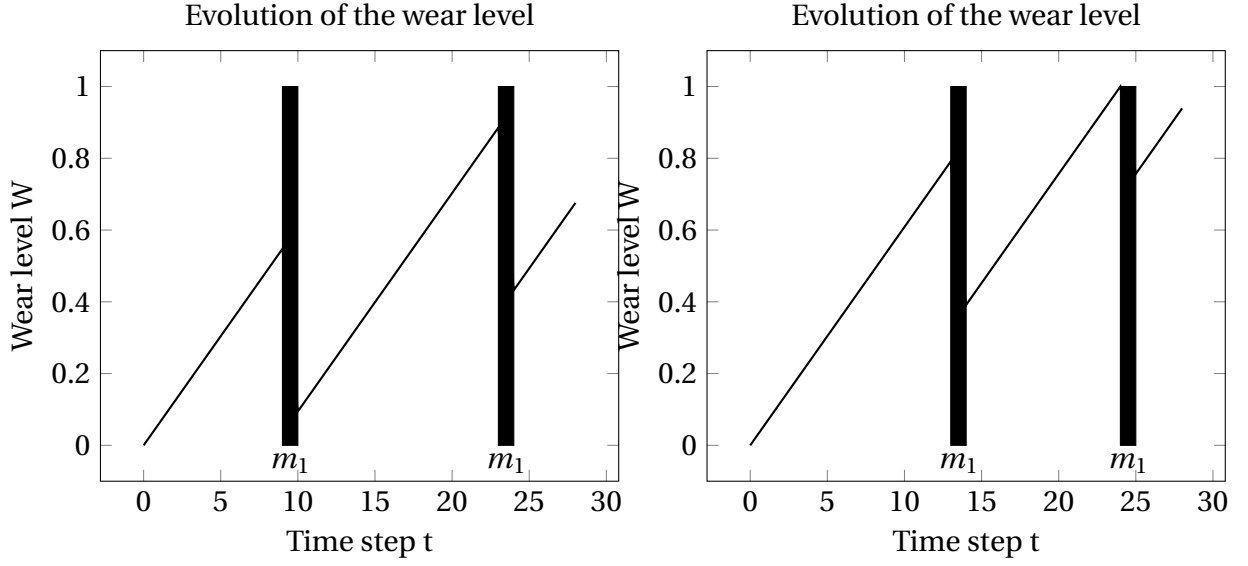 Evolution of the wear level
Wear level W
1
0.8
0.6
0.4
0.2
0
m1
m1
0 5 10 15 20 25 30
Time step t
Evolution of the wear level
Wear level W
1
0.8
0.6
0.4
0.2
0
m1
m1
0 5 10 15 20 25 30
Time step t